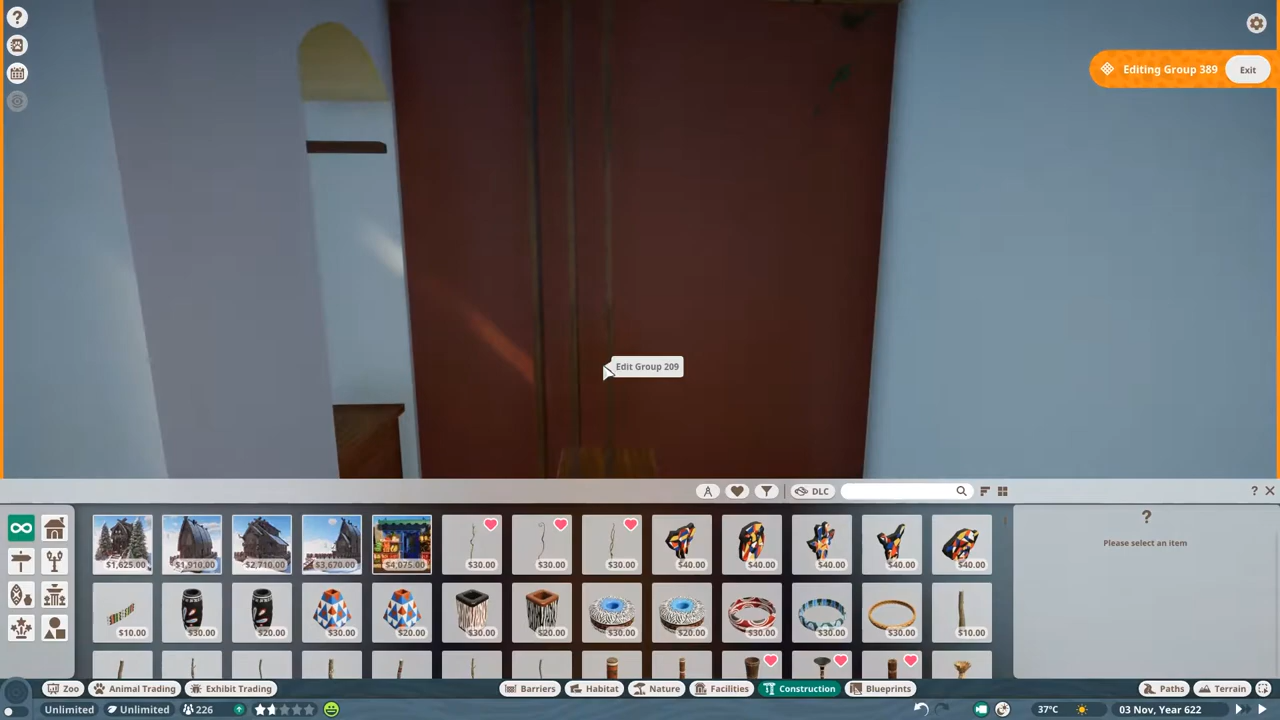 ?
Editing Group 389
Exit
Edit Group 209
DLC
?
$1,625.00 $1,910.00 $2,710.00 $3,670.00 $4,075.00 $30.00 $30.00 $30.00 $40.00 $40.00 $40.00 $40.00 $40.00
?
Please select an item
$10.00 $30.00 $20.00 $30.00 $20.00 $30.00 $20.00 $30.00 $20.00 $30.00 $30.00 $30.00 $10.00
Zoo Animal Trading Exhibit Trading Barriers Habitat Nature Facilities Construction Blueprints Paths Terrain
Unlimited Unlimited 226 37°C 03 Nov, Year 622